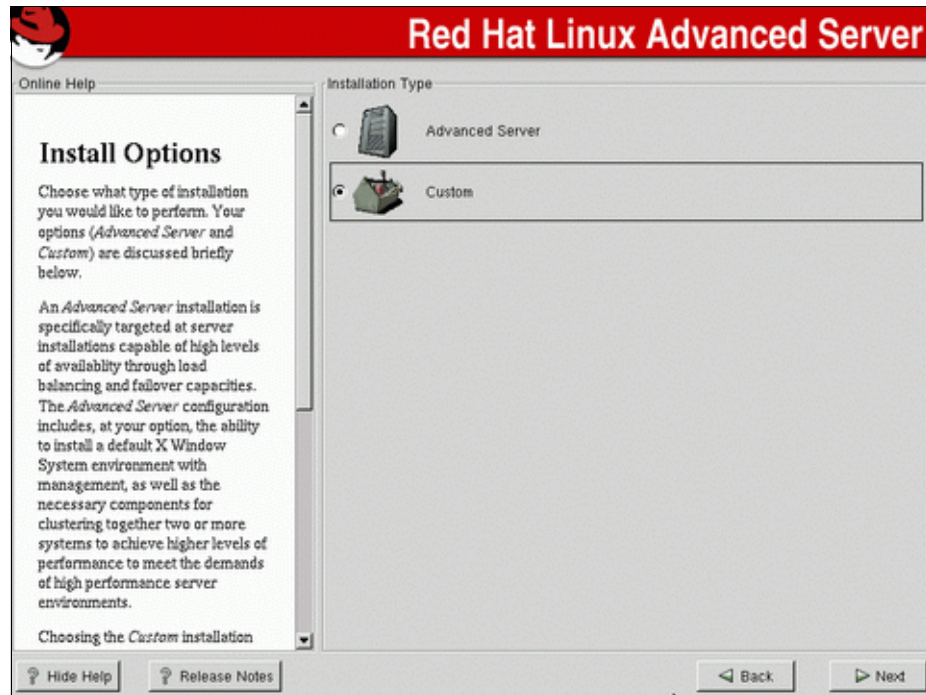 Red Hat Linux Advanced Server
Online Help
Install Options
Choose what type of installation
you would like to perform. Your
options (Advanced Server and
Custom) are discussed briefly
below.
An Advanced Server installation is
specifically targeted at server
installations capable of high levels
of availablity through load
balancing and failover capacities.
The Advanced Server configuration
includes, at your option, the ability
to install a default X Window
System environment with
management, as well as the
necessary components for
clustering together two or more
systems to achieve higher levels of
performance to meet the demands
of high performance server
environments.
Choosing the Custom installation
Installation Type
Advanced Server
Custom
Hide Help
Release Notes
Back
Next